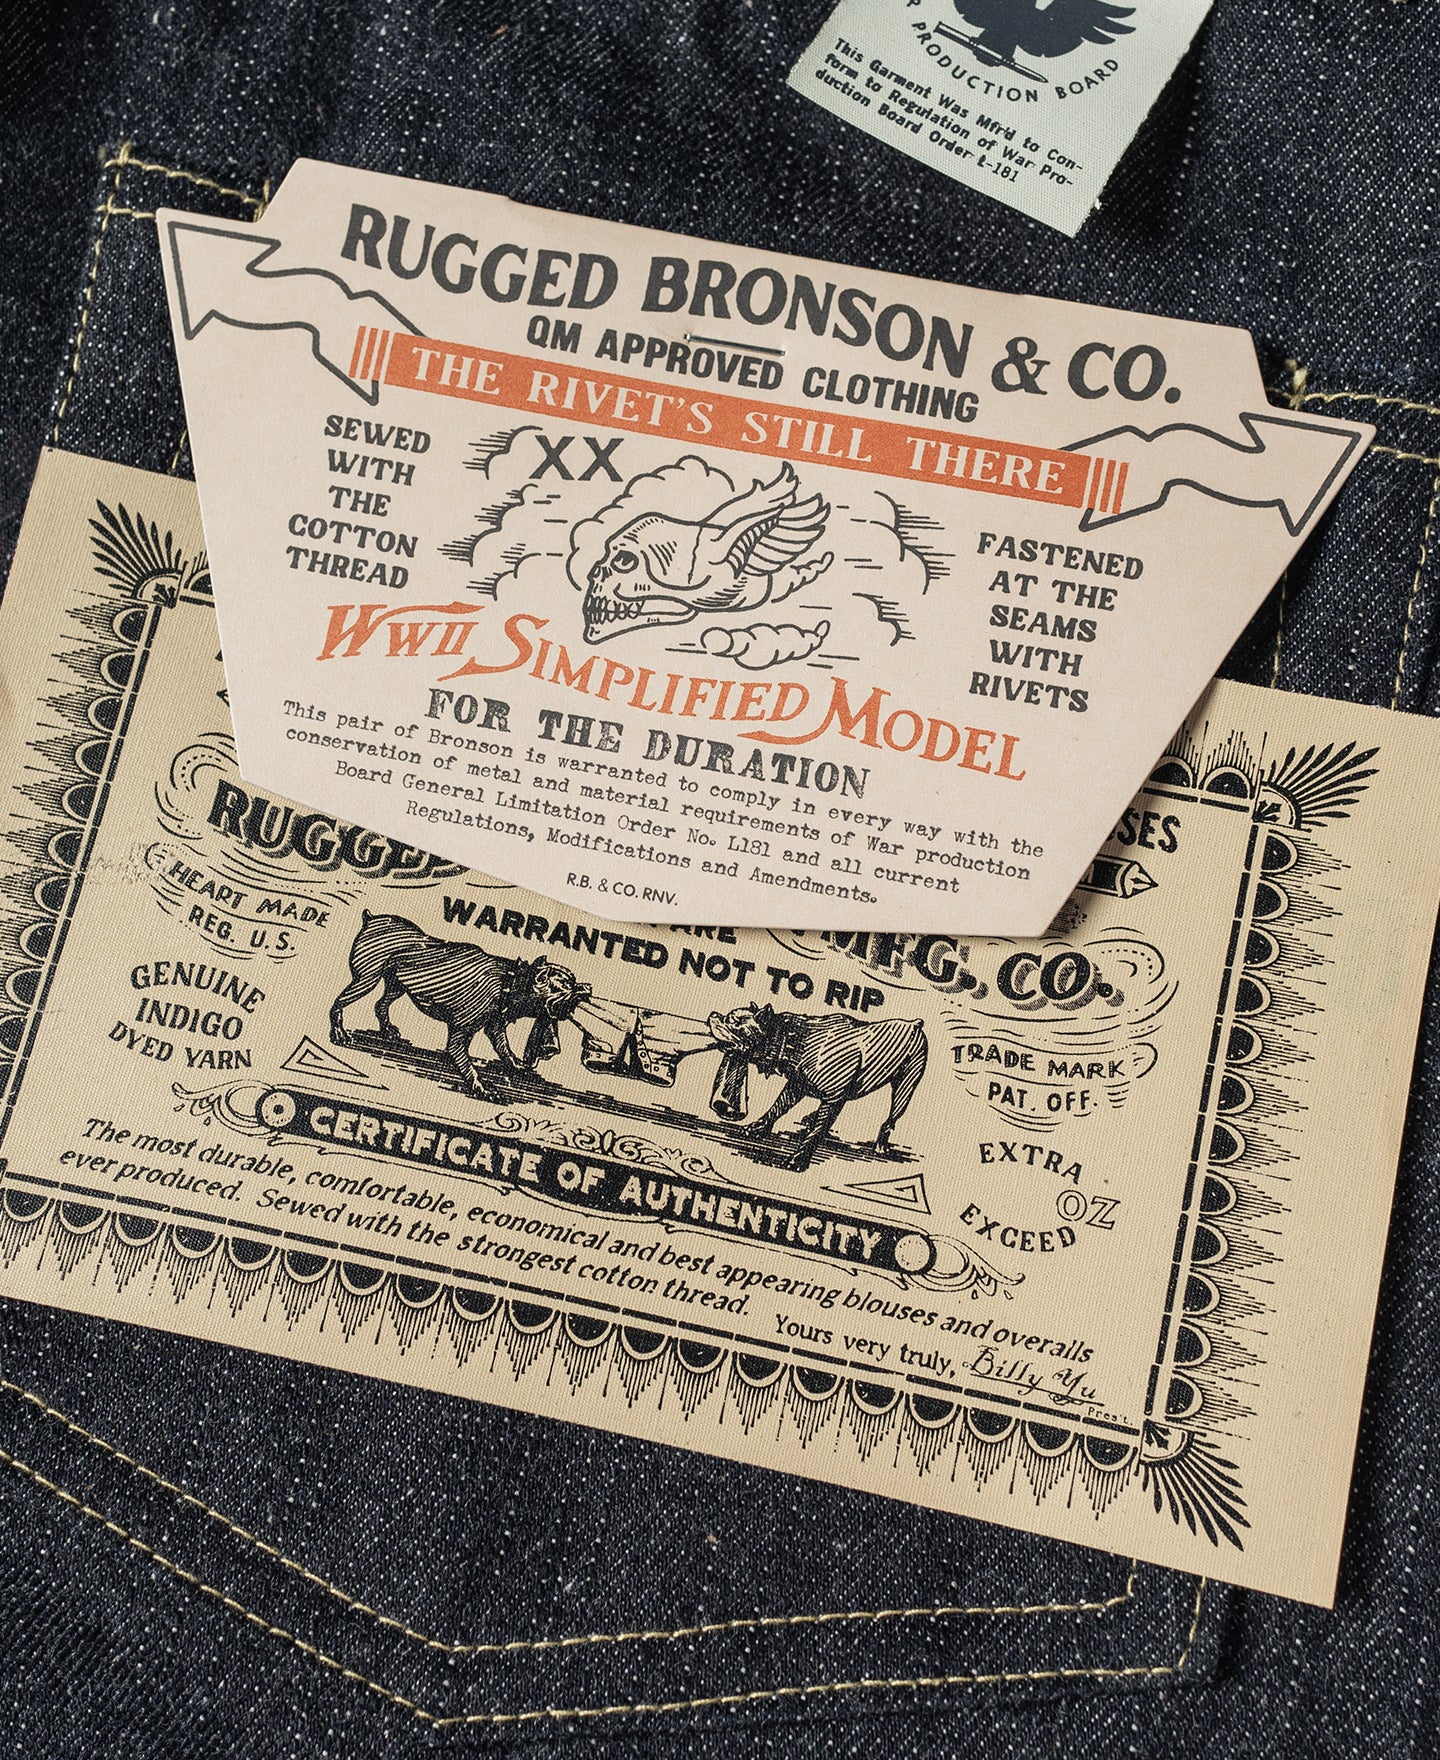 PRODUCTION BOARD
This Garment Was Mfr'd to Con-
form to Regulation of War Pro-
duction Board Order L-181
RUGGED BRONSON & CO.
QM APPROVED CLOTHING
THE RIVET'S STILL THERE
SEWED
WITH
THE
COTTON
THREAD
XX
FASTENED
AT THE
SEAMS
WITH
RIVETS
WWII SIMPLIFIED MODEL
FOR THE DURATION
This pair of Bronson is warranted to comply in every way with the
conservation of metal and material requirements of War production
Board General Limitation Order No. L181 and all current
Regulations, Modifications and Amendments.
R.B. & CO. RNV.
RUGGED
MFG. CO.
HEART MADE
REG. U.S.
ARE
WARRANTED NOT TO RIP
GENUINE
INDIGO
DYED YARN
TRADE MARK
PAT. OFF.
EXTRA
OZ
EXCEED
CERTIFICATE OF AUTHENTICITY
The most durable, comfortable, economical and best appearing blouses and overalls
ever produced. Sewed with the strongest cotton thread.
Yours very truly, Billy Yu
Pres't.